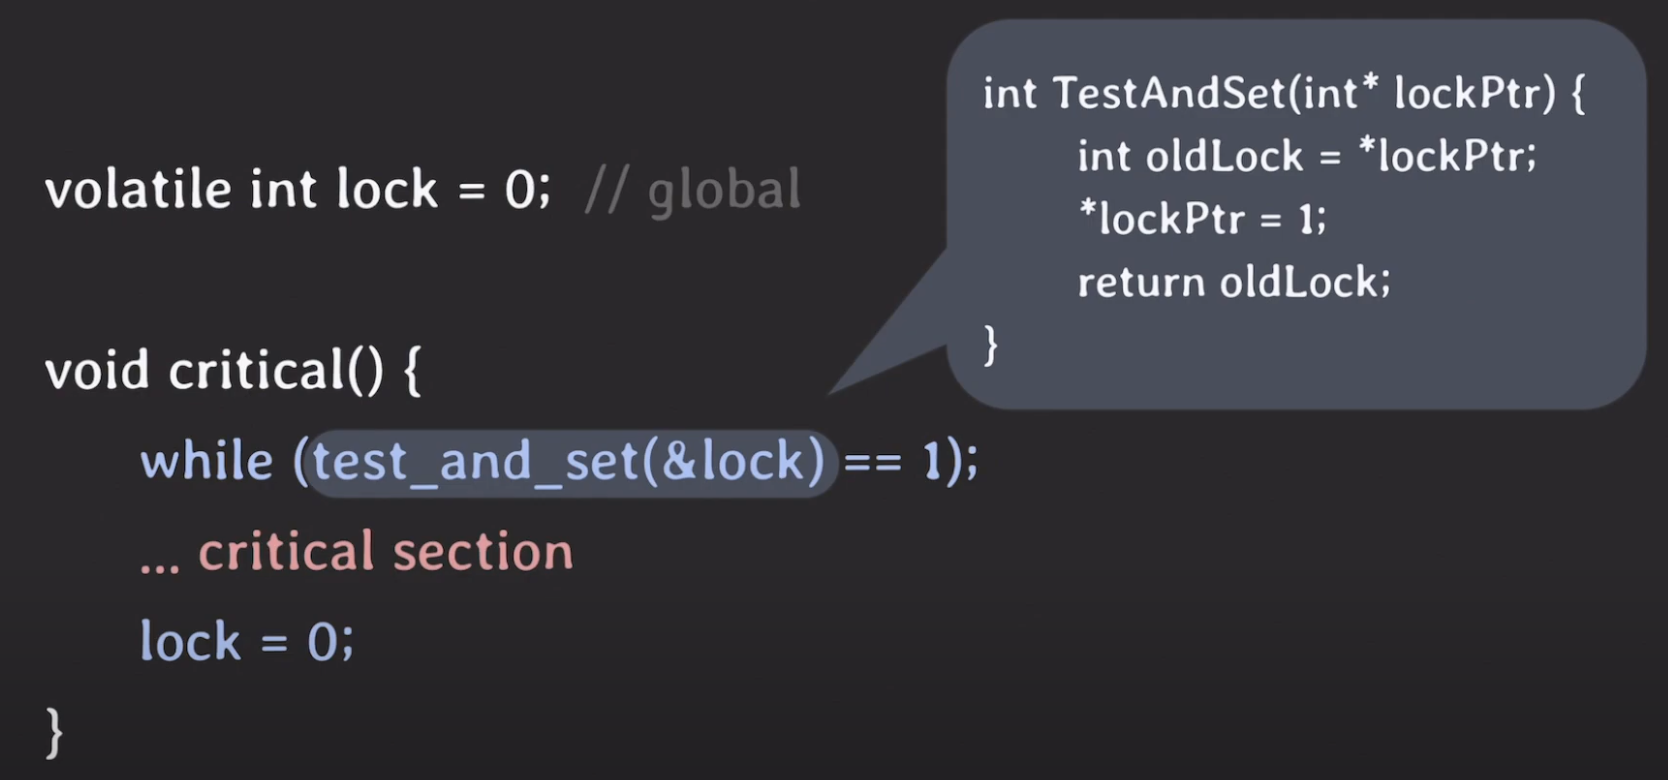 volatile int lock = 0; // global
void critical() {
while (test_and_set(&lock) == 1);
... critical section
lock = 0;
}
int TestAndSet(int* lockPtr) {
int oldLock = *lockPtr;
*lockPtr = 1;
return oldLock;
}